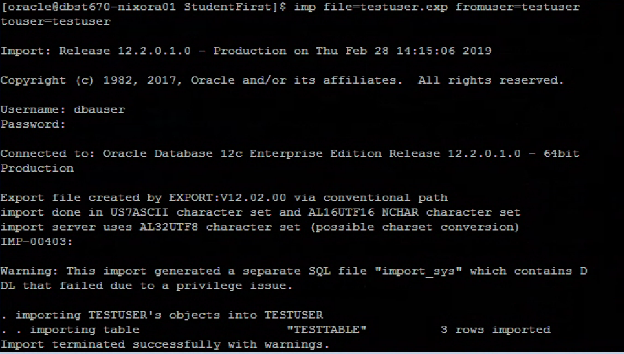 [oracle@dbst670-nixora01 StudentFirst]$ imp file=testuser.exp fromuser=testuser
touser=testuser
Import: Release 12.2.0.1.0 - Production on Thu Feb 28 14:15:06 2019
Copyright (c) 1982, 2017, Oracle and/or its affiliates.  All rights reserved.
Username: dbauser
Password:
Connected to: Oracle Database 12c Enterprise Edition Release 12.2.0.1.0 - 64bit
Production
Export file created by EXPORT:V12.02.00 via conventional path
import done in US7ASCII character set and AL16UTF16 NCHAR character set
import server uses AL32UTF8 character set (possible charset conversion)
IMP-00403:
Warning: This import generated a separate SQL file "import_sys" which contains D
DL that failed due to a privilege issue.
. importing TESTUSER's objects into TESTUSER
. . importing table "TESTTABLE" 3 rows imported
Import terminated successfully with warnings.